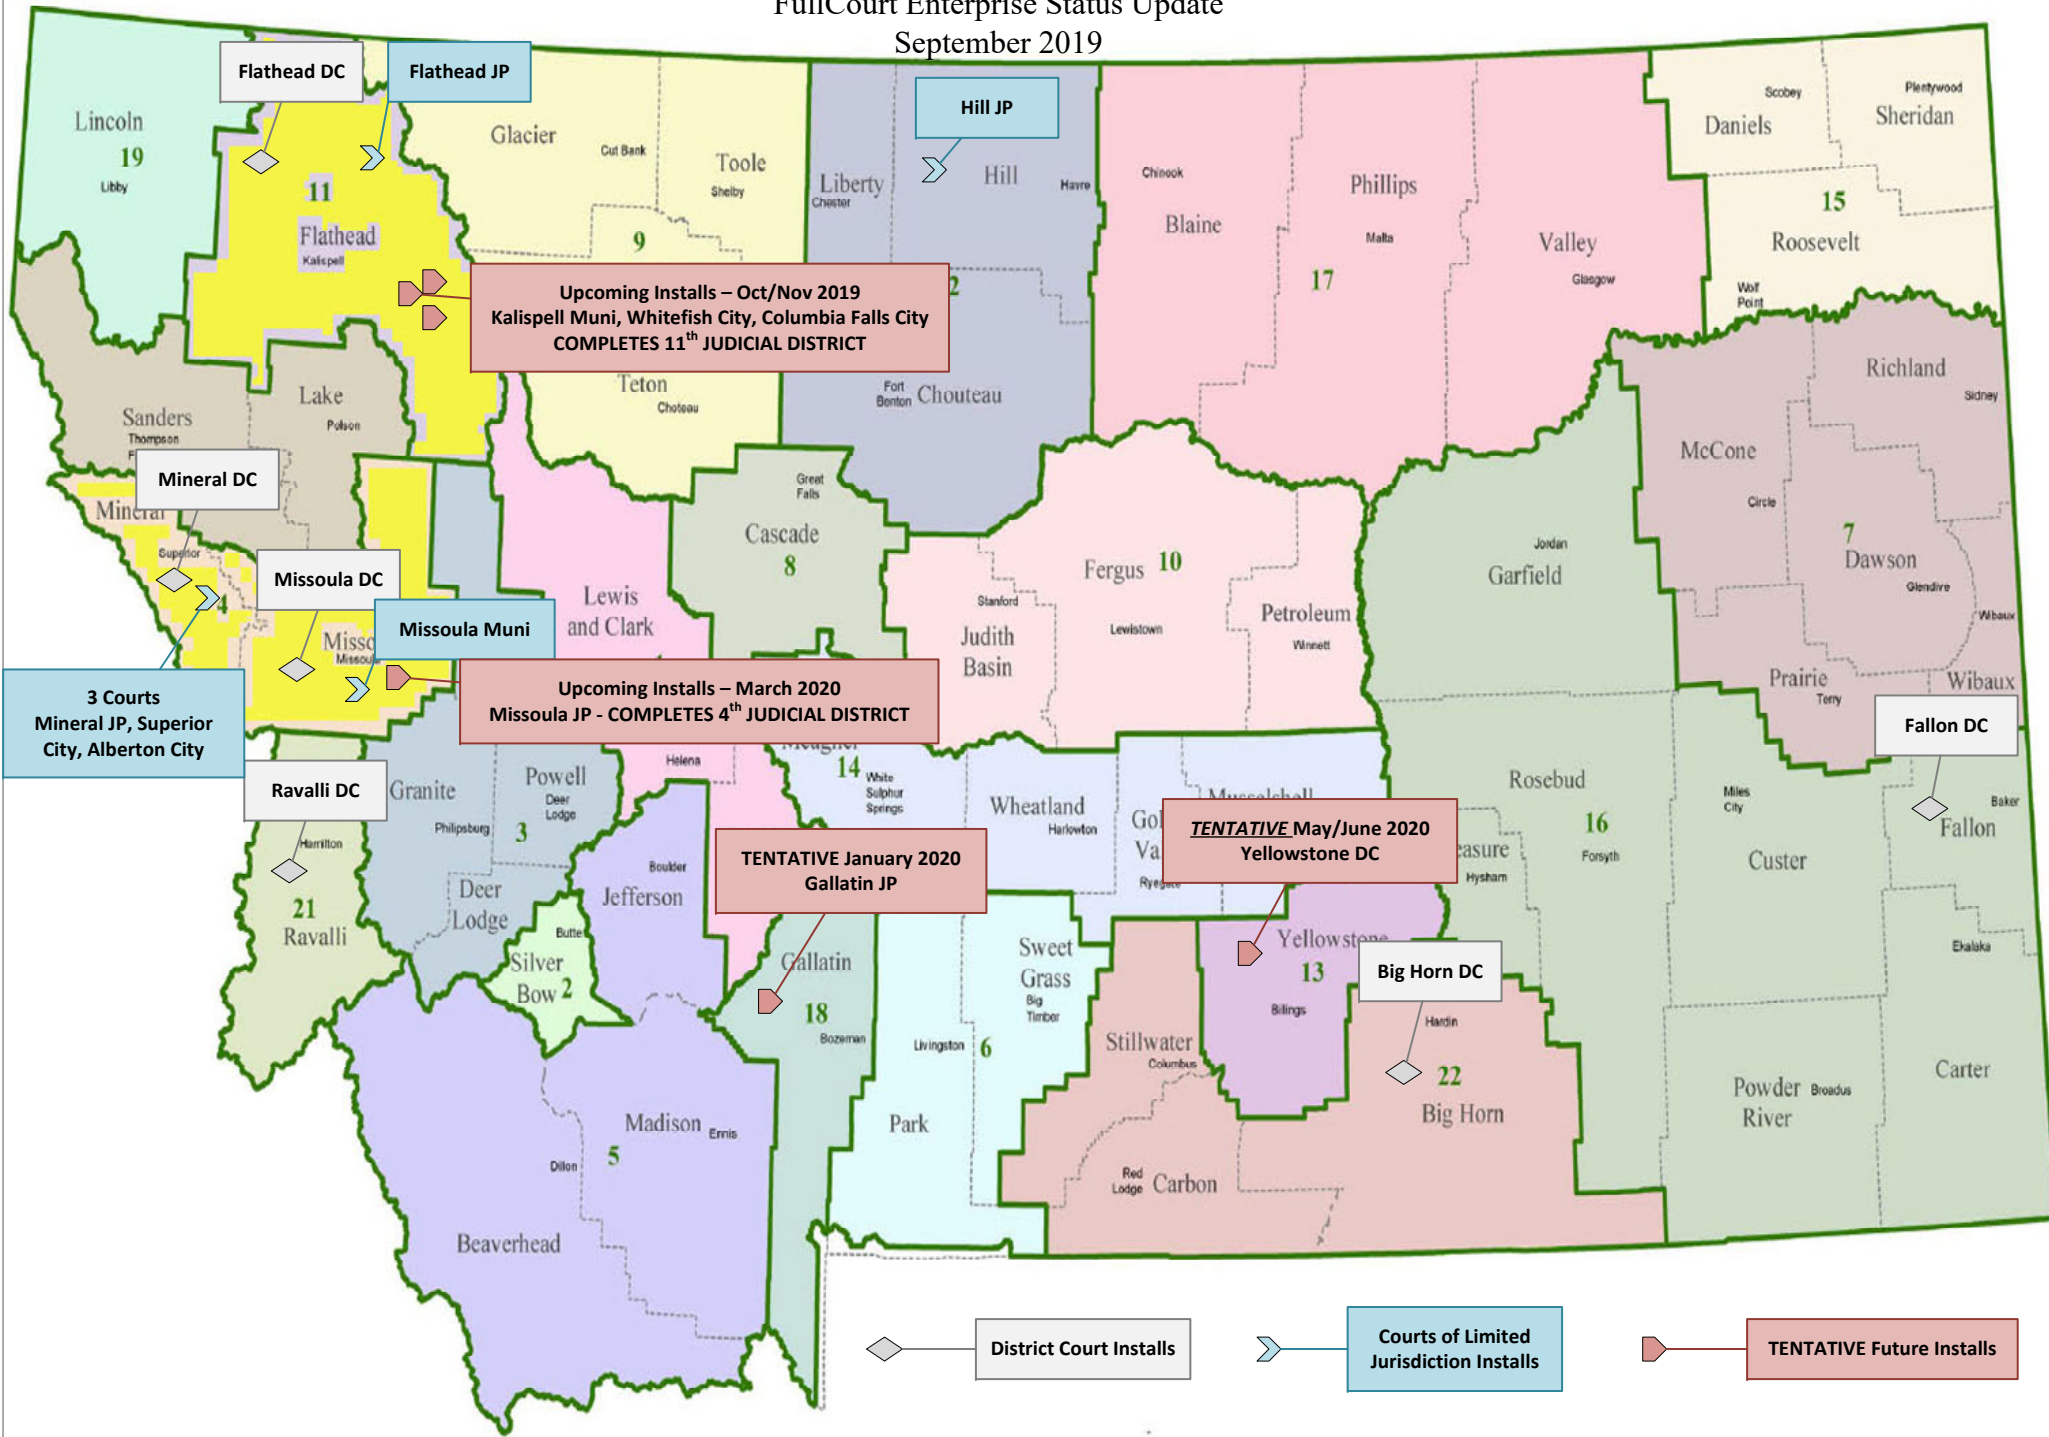 FullCourt Enterprise Status Update
September 2019
Flathead DC
Flathead JP
Hill JP
Lincoln
19
Libby
11
Flathead
Kalispell
Glacier
Cut Bank
Toole
Shelby
9
Liberty
Chester
Hill
Havre
2
Chinook
Blaine
Phillips
Malta
17
Valley
Glasgow
Scobey
Daniels
Plentywood
Sheridan
15
Roosevelt
Wolf
Point
Upcoming Installs – Oct/Nov 2019
Kalispell Muni, Whitefish City, Columbia Falls City
COMPLETES 11th JUDICIAL DISTRICT
Teton
Choteau
Fort
Benton
Chouteau
Sanders
Thompson
Lake
Polson
Mineral DC
Mineral
Superior
4
Missoula DC
Missoula Muni
3 Courts
Mineral JP, Superior
City, Alberton City
Upcoming Installs – March 2020
Missoula JP - COMPLETES 4th JUDICIAL DISTRICT
Lewis
and Clark
Helena
Great
Falls
Cascade
8
Fergus
10
Stanford
Judith
Basin
Lewistown
Petroleum
Winnett
Jordan
Garfield
McCone
Circle
Richland
Sidney
7
Dawson
Glendive
Wibaux
Prairie
Terry
Wibaux
Fallon DC
Baker
Fallon
Ravalli DC
Hamilton
21
Ravalli
Granite
Philipsburg
Powell
Deer
Lodge
3
Deer
Lodge
Boulder
Jefferson
Butte
Silver
Bow
2
TENTATIVE January 2020
Gallatin JP
Meagher
14
White
Sulphur
Springs
Wheatland
Harlowton
Musselshell
Ryegate
TENTATIVE May/June 2020
Yellowstone DC
Hysham
Rosebud
16
Forsyth
Miles
City
Custer
Ekalaka
Carter
Powder
River
Broadus
Gallatin
18
Bozeman
Sweet
Grass
Big
Timber
Livingston
6
Park
Yellowstone
13
Billings
Big Horn DC
Hardin
22
Big Horn
Stillwater
Columbus
Red
Lodge
Carbon
Madison
Ennis
5
Dillon
Beaverhead
District Court Installs
Courts of Limited
Jurisdiction Installs
TENTATIVE Future Installs